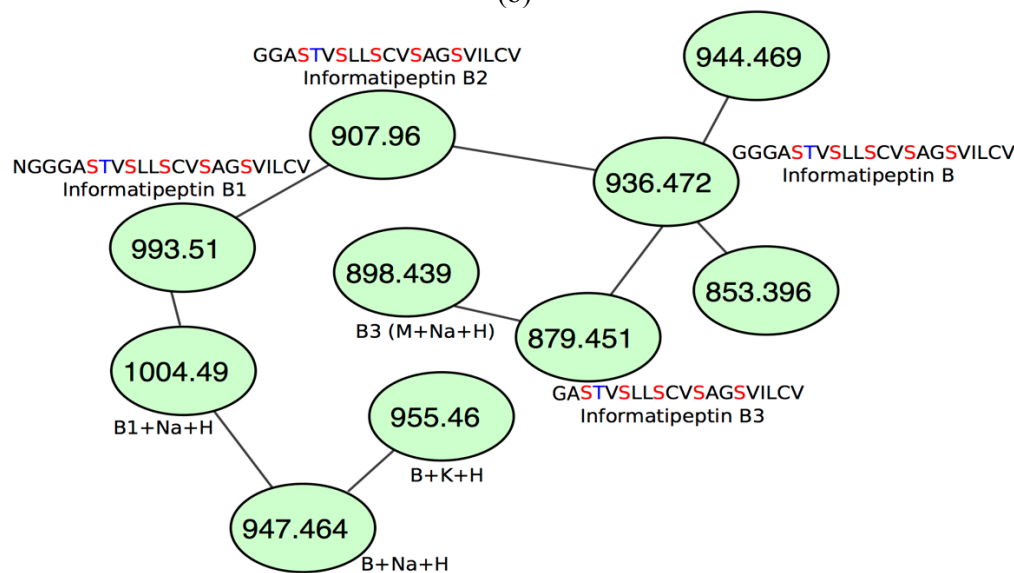 (b)
GGASTVSLLSCVSAGSVILCV
Informatipeptin B2
944.469
907.96
NGGGASTVSLLSCVSAGSVILCV
Informatipeptin B1
GGGASTVSLLSCVSAGSVILCV
Informatipeptin B
936.472
993.51
898.439
B3 (M+Na+H)
853.396
879.451
GASTVSLLSCVSAGSVILCV
Informatipeptin B3
1004.49
B1+Na+H
955.46
B+K+H
947.464
B+Na+H